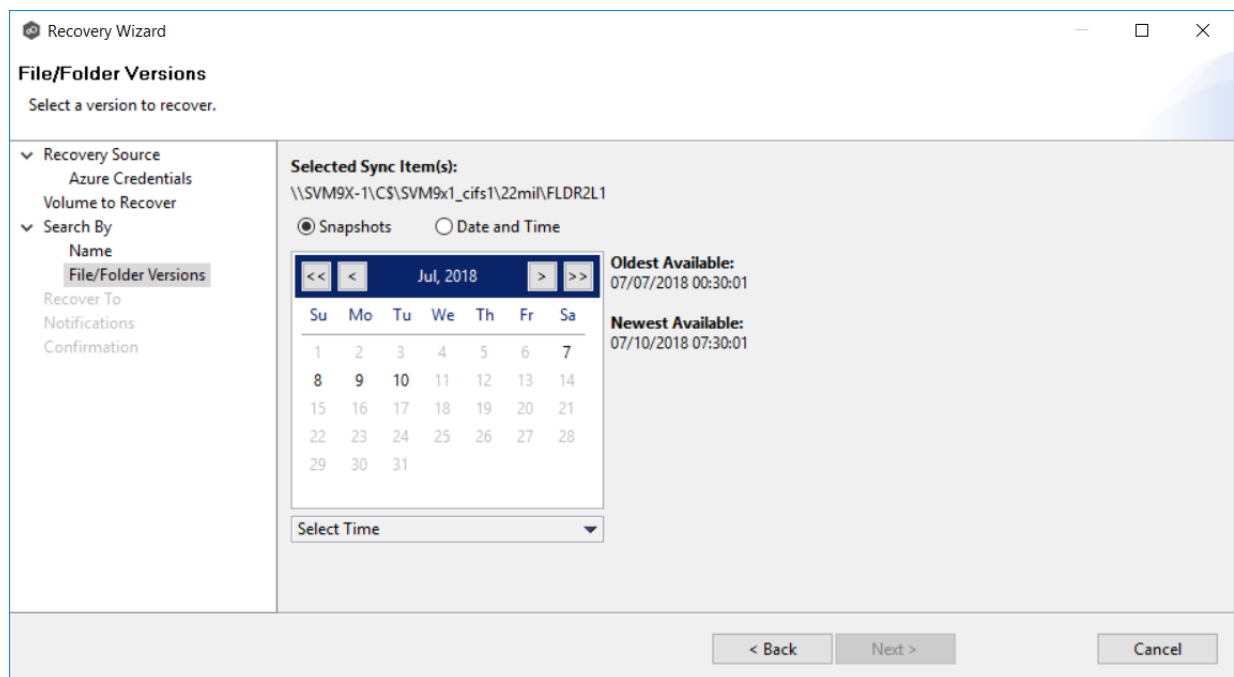 Recovery Wizard
File/Folder Versions
Select a version to recover.
Recovery Source
Azure Credentials
Volume to Recover
Search By
Name
File/Folder Versions
Recover To
Notifications
Confirmation
Selected Sync Item(s):
\\SVM9X-1\C$\SVM9x1_cifs1\22mil\FLDR2L1
Snapshots Date and Time
<< < Jul, 2018 > >>
Su Mo Tu We Th Fr Sa
1 2 3 4 5 6 7
8 9 10 11 12 13 14
15 16 17 18 19 20 21
22 23 24 25 26 27 28
29 30 31
Select Time
Oldest Available:
07/07/2018 00:30:01
Newest Available:
07/10/2018 07:30:01
< Back Next > Cancel